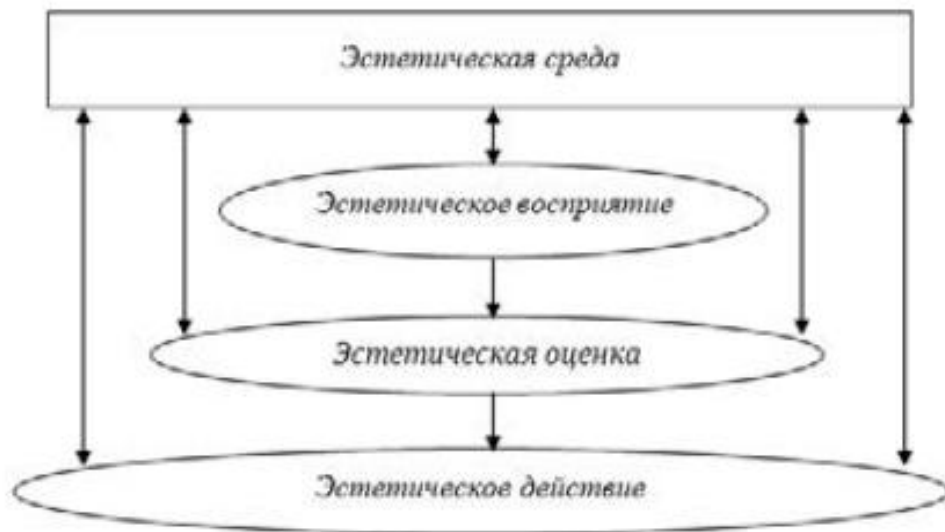 Эстетическая среда
Эстетическое восприятие
Эстетическая оценка
Эстетическое действие